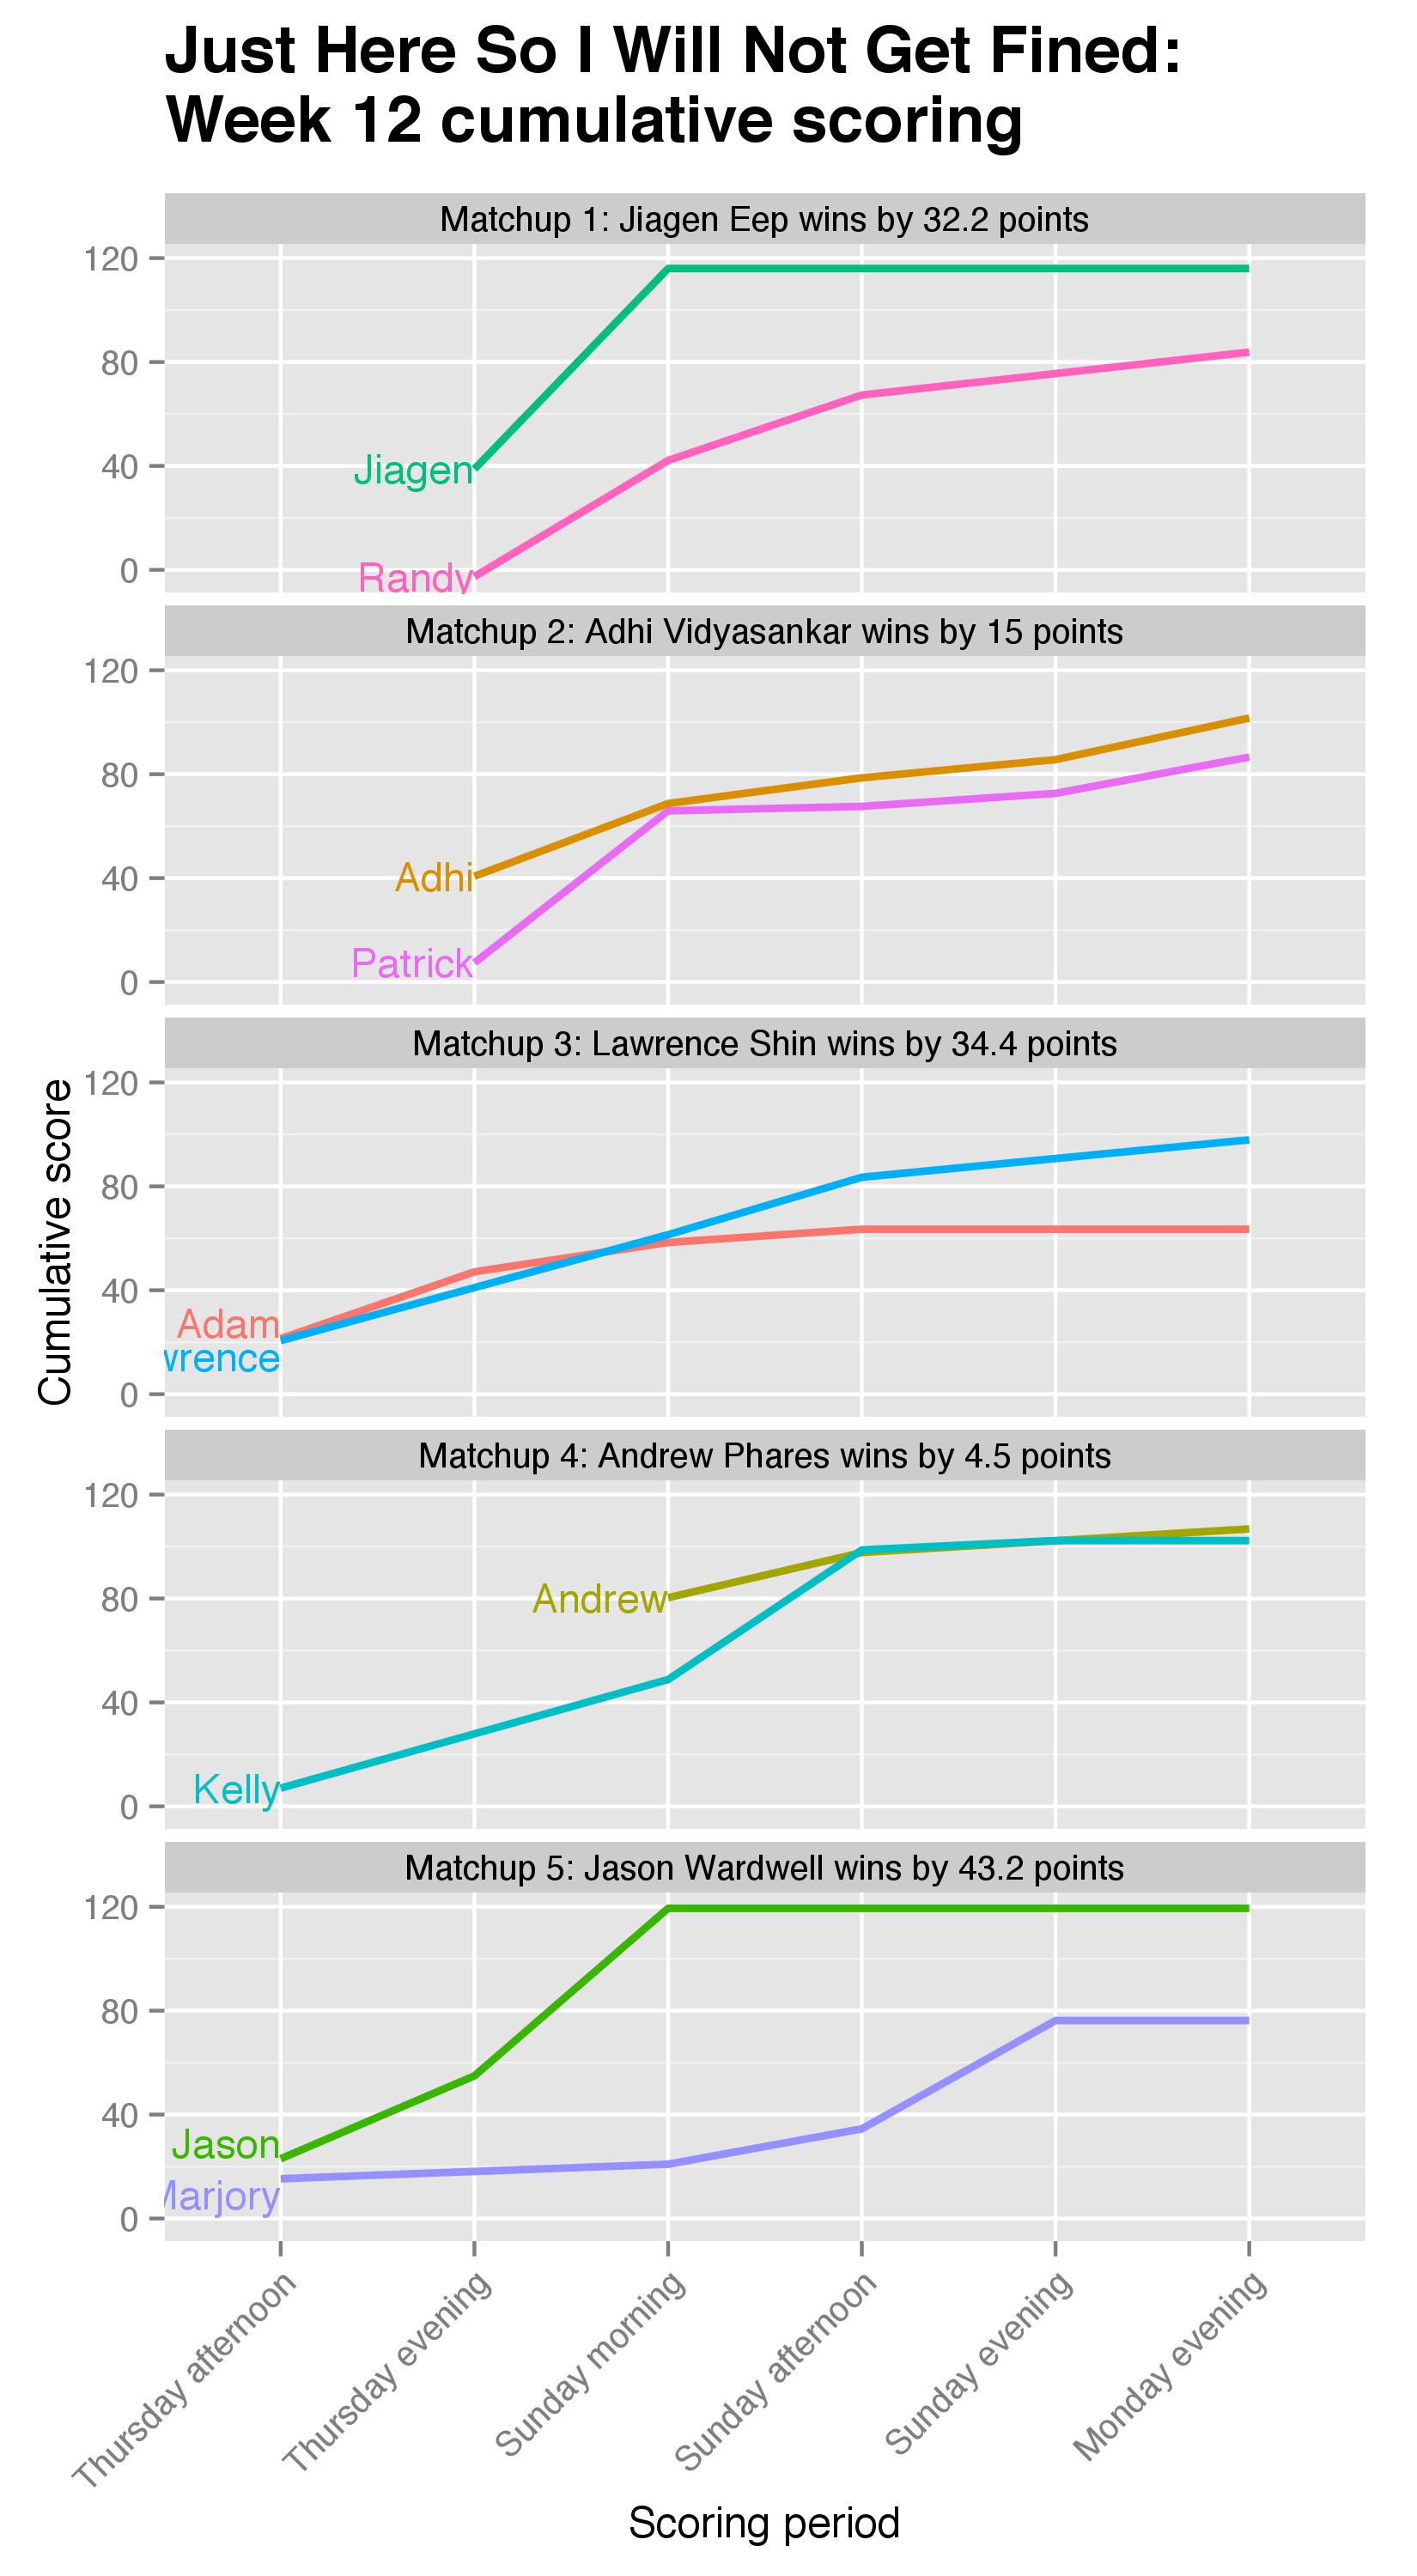 Just Here So I Will Not Get Fined:
Week 12 cumulative scoring
Matchup 1: Jiagen Eep wins by 32.2 points
120
80
40
0
Jiagen
Randy
Matchup 2: Adhi Vidyasankar wins by 15 points
120
80
40
0
Adhi
Patrick
Matchup 3: Lawrence Shin wins by 34.4 points
120
80
40
0
Adam
wrence
Cumulative score
Matchup 4: Andrew Phares wins by 4.5 points
120
80
40
0
Andrew
Kelly
Matchup 5: Jason Wardwell wins by 43.2 points
120
80
40
0
Jason
Marjory
Thursday afternoon
Thursday evening
Sunday morning
Sunday afternoon
Sunday evening
Monday evening
Scoring period